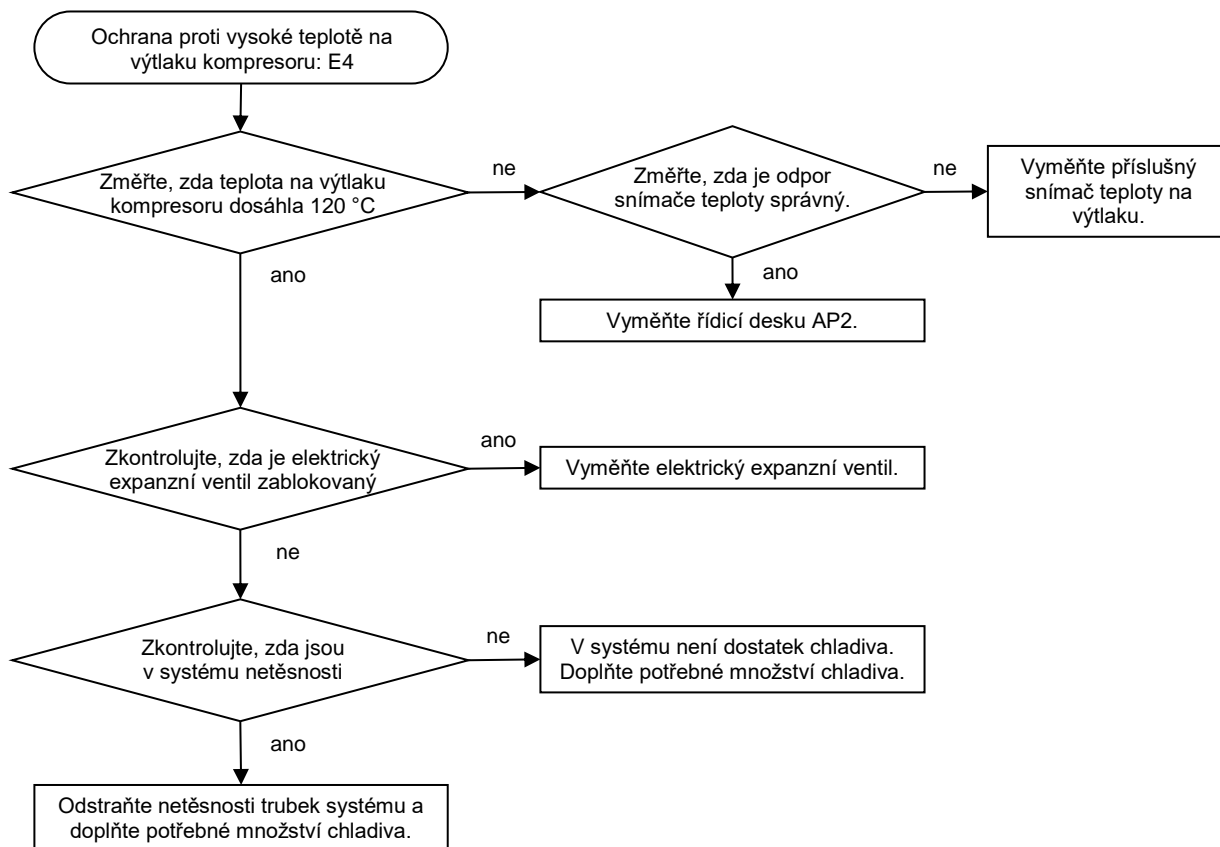 Ochrana proti vysoké teplotě na
výtlaku kompresoru: E4
Změřte, zda teplota na výtlaku
kompresoru dosáhla 120 °C
ne
Změřte, zda je odpor
snímače teploty správný.
ne
Vyměňte příslušný
snímač teploty na
výtlaku.
ano
ano
Vyměňte řídicí desku AP2.
Zkontrolujte, zda je elektrický
expanzní ventil zablokovaný
ano
Vyměňte elektrický expanzní ventil.
ne
Zkontrolujte, zda jsou
v systému netěsnosti
ne
V systému není dostatek chladiva.
Doplňte potřebné množství chladiva.
ano
Odstraňte netěsnosti trubek systému a
doplňte potřebné množství chladiva.